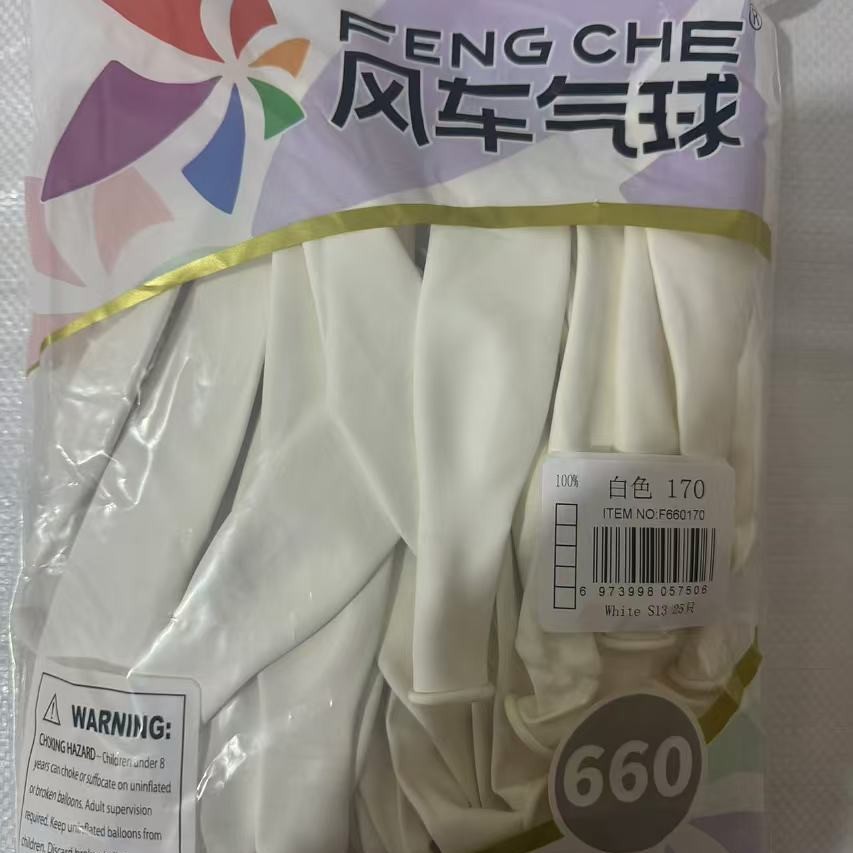 FENG CHE®
风车气球
100%
白色 170
ITEM NO:F660170
6 973998 057506
White S13 25只
WARNING:
CHOKING HAZARD-Children under 8
years can choke or suffocate on uninflated
or broken balloons. Adult supervision
required. Keep uninflated balloons from
children. Discard
660